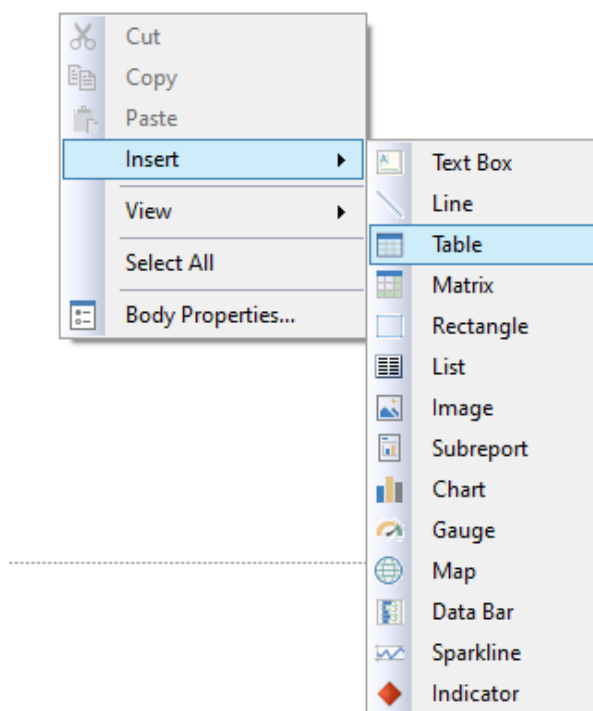 Cut
Copy
Paste
Insert
View
Select All
Body Properties...
Text Box
Line
Table
Matrix
Rectangle
List
Image
Subreport
Chart
Gauge
Map
Data Bar
Sparkline
Indicator